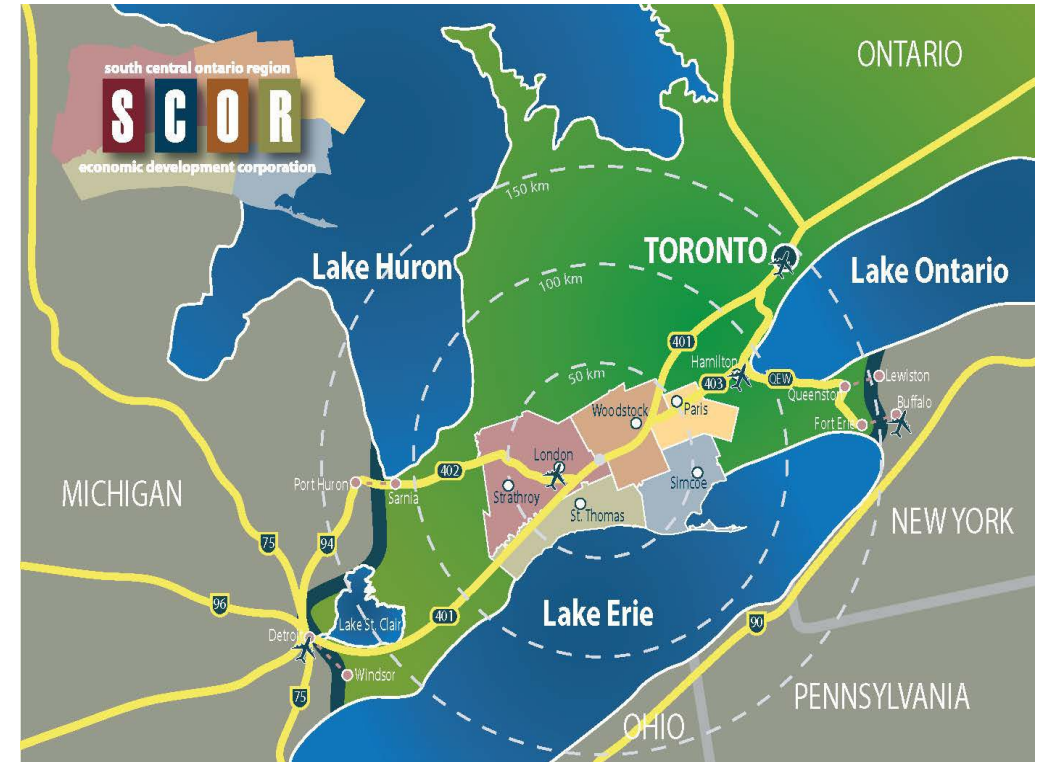 south central ontario region
SCOR
economic development corporation
ONTARIO
150 km
TORONTO
Lake Huron
Lake Ontario
100 km
401
Hamilton
50 km
403
QEW
Lewiston
Queenston
Buffalo
Woodstock
Paris
Fort Erie
London
402
Port Huron
Sarnia
Strathroy
Simcoe
MICHIGAN
St. Thomas
NEW YORK
75
94
96
Lake St. Clair
401
Lake Erie
90
Detroit
Windsor
75
PENNSYLVANIA
OHIO